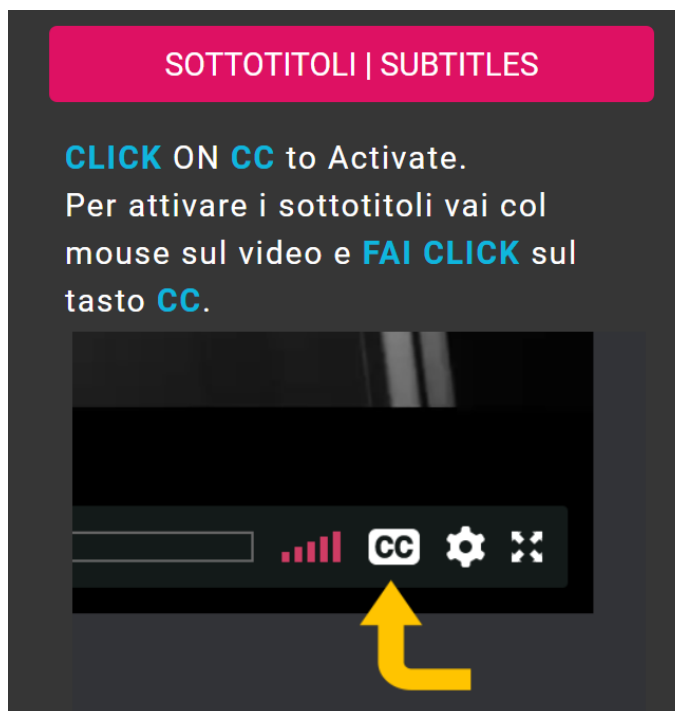 SOTTOTITOLI | SUBTITLES
CLICK ON CC to Activate.
Per attivare i sottotitoli vai col
mouse sul video e FAI CLICK sul
tasto CC.
CC